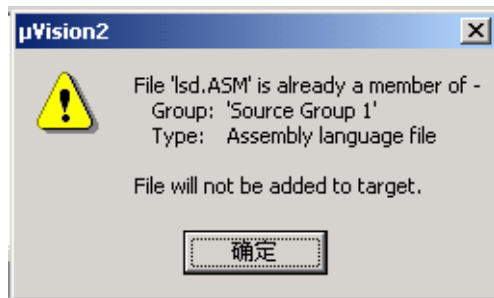 µVision2
File 'lsd.ASM' is already a member of -
Group: 'Source Group 1'
Type: Assembly language file
File will not be added to target.
确定